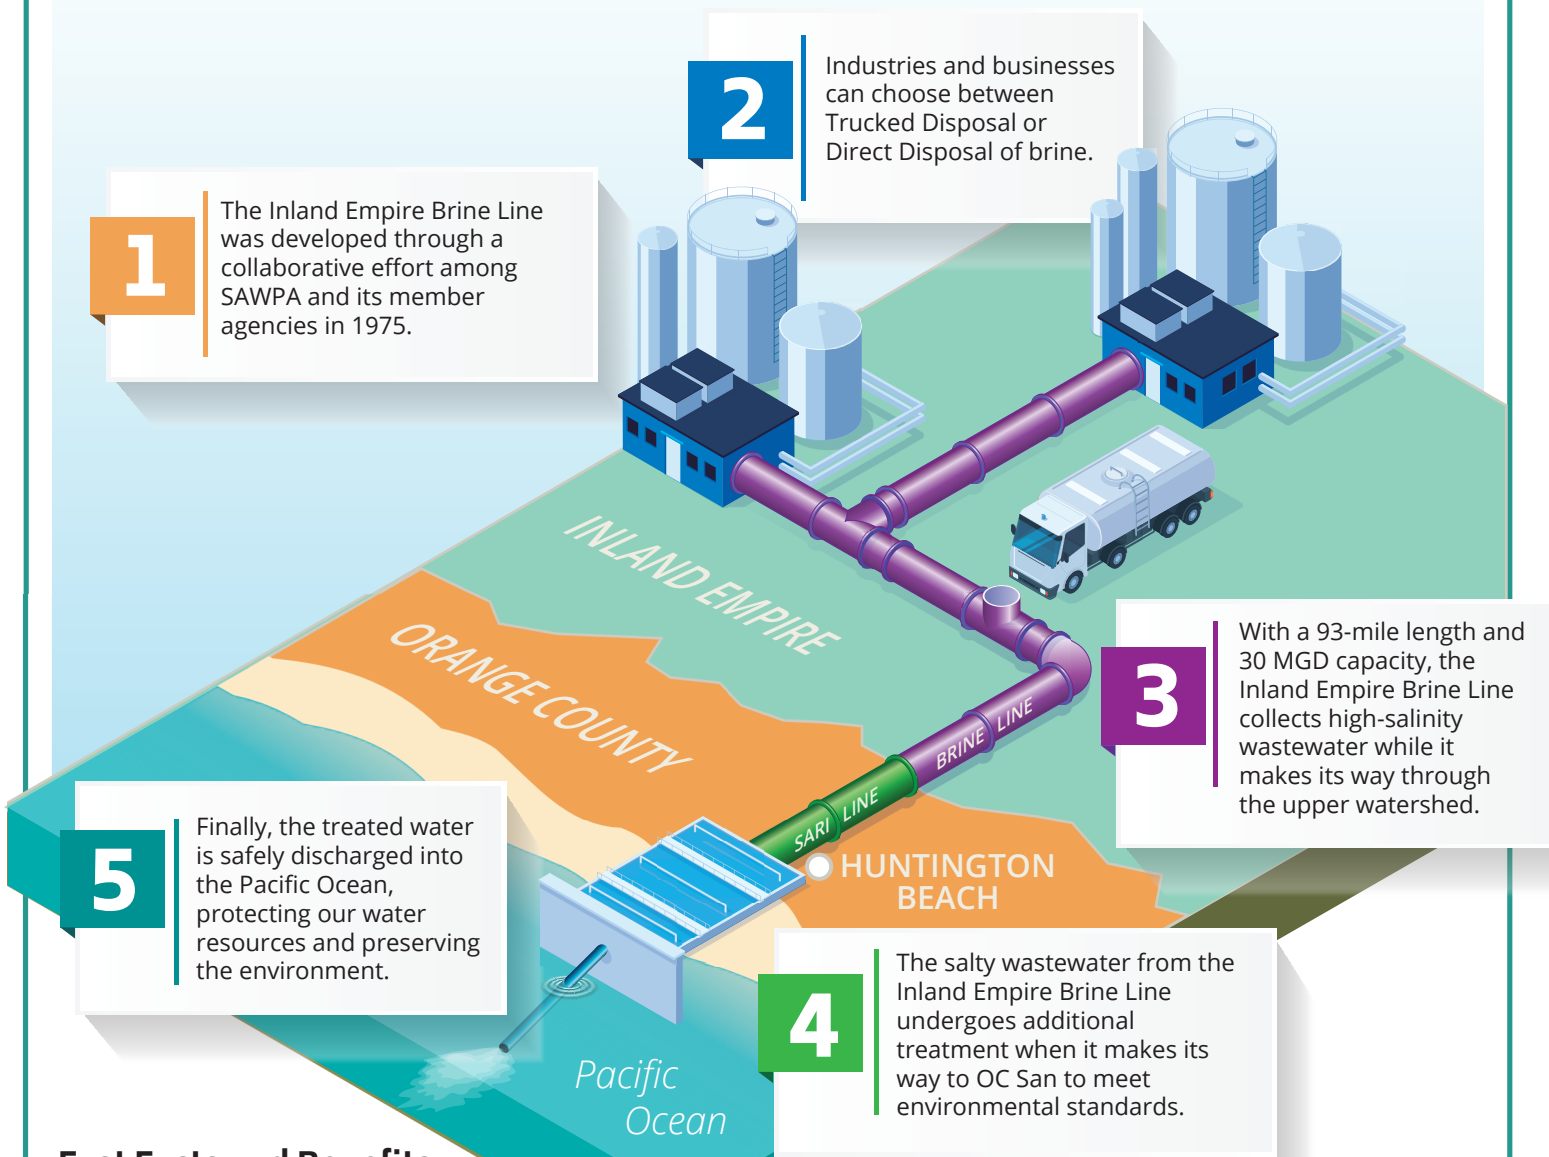 1
The Inland Empire Brine Line
was developed through a
collaborative effort among
SAWPA and its member
agencies in 1975.
2
Industries and businesses
can choose between
Trucked Disposal or
Direct Disposal of brine.
INLAND EMPIRE
ORANGE COUNTY
BRINE LINE
SARI LINE
HUNTINGTON
BEACH
3
With a 93-mile length and
30 MGD capacity, the
Inland Empire Brine Line
collects high-salinity
wastewater while it
makes its way through
the upper watershed.
4
The salty wastewater from the
Inland Empire Brine Line
undergoes additional
treatment when it makes its
way to OC San to meet
environmental standards.
5
Finally, the treated water
is safely discharged into
the Pacific Ocean,
protecting our water
resources and preserving
the environment.
Pacific
Ocean